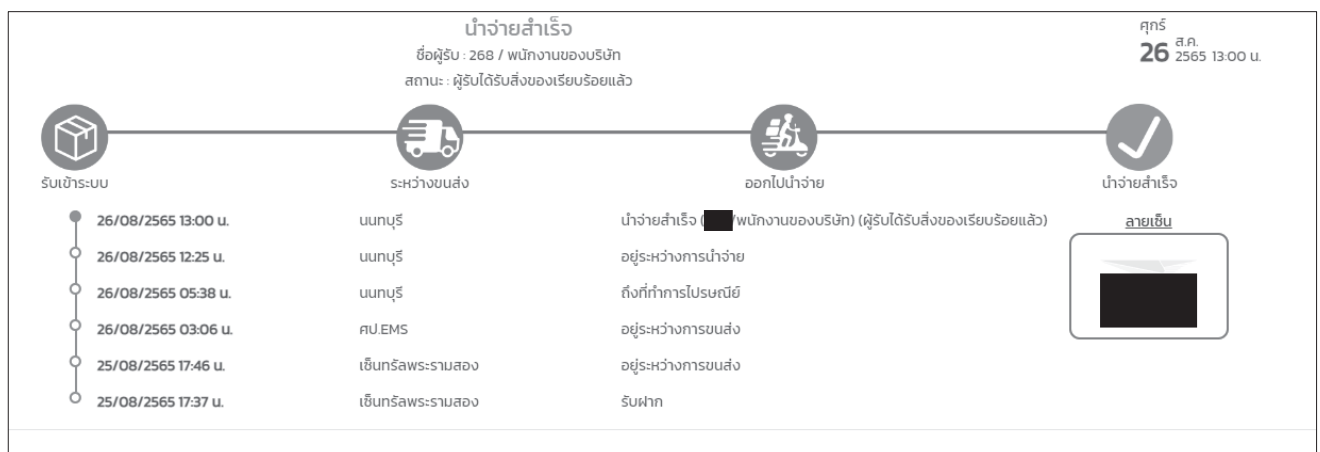 นำจ่ายสำเร็จ
ชื่อผู้รับ : 268 / พนักงานของบริษัท
สถานะ : ผู้รับได้รับสิ่งของเรียบร้อยแล้ว
ศุกร์
26 ส.ค. 2565 13:00 น.
รับเข้าระบบ ระหว่างขนส่ง ออกไปนำจ่าย นำจ่ายสำเร็จ
26/08/2565 13:00 น. นนทบุรี นำจ่ายสำเร็จ ( /พนักงานของบริษัท) (ผู้รับได้รับสิ่งของเรียบร้อยแล้ว) ลายเซ็น
26/08/2565 12:25 น. นนทบุรี อยู่ระหว่างการนำจ่าย
26/08/2565 05:38 น. นนทบุรี ถึงที่ทำการไปรษณีย์
26/08/2565 03:06 น. ศป.EMS อยู่ระหว่างการขนส่ง
25/08/2565 17:46 น. เซ็นทรัลพระรามสอง อยู่ระหว่างการขนส่ง
25/08/2565 17:37 น. เซ็นทรัลพระรามสอง รับฝาก